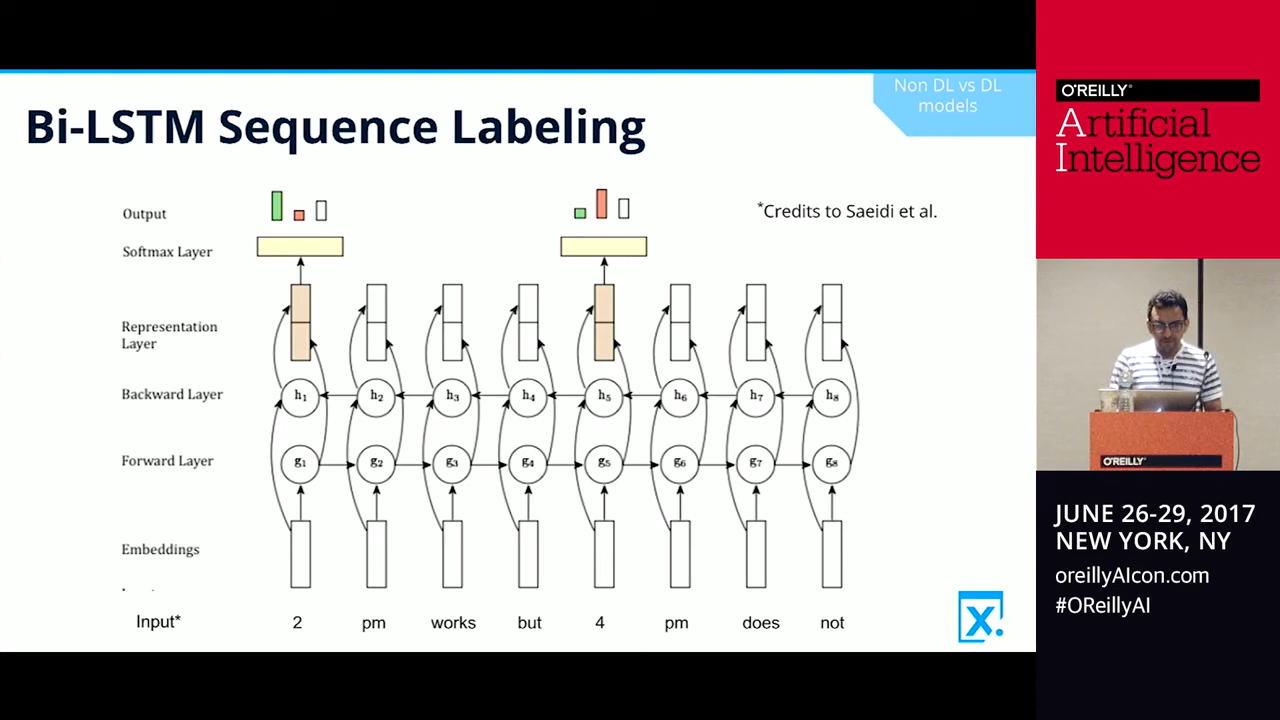 Non DL vs DL
models
Bi-LSTM Sequence Labeling
Output
*Credits to Saeidi et al.
Softmax Layer
Representation
Layer
Backward Layer
h1 h2 h3 h4 h5 h6 h7 h8
Forward Layer
g1 g2 g3 g4 g5 g6 g7 g8
Embeddings
Input* 2 pm works but 4 pm does not
X.
O'REILLY®
Artificial
Intelligence
O'REILLY®
JUNE 26-29, 2017
NEW YORK, NY
oreillyAIcon.com
#OReillyAI